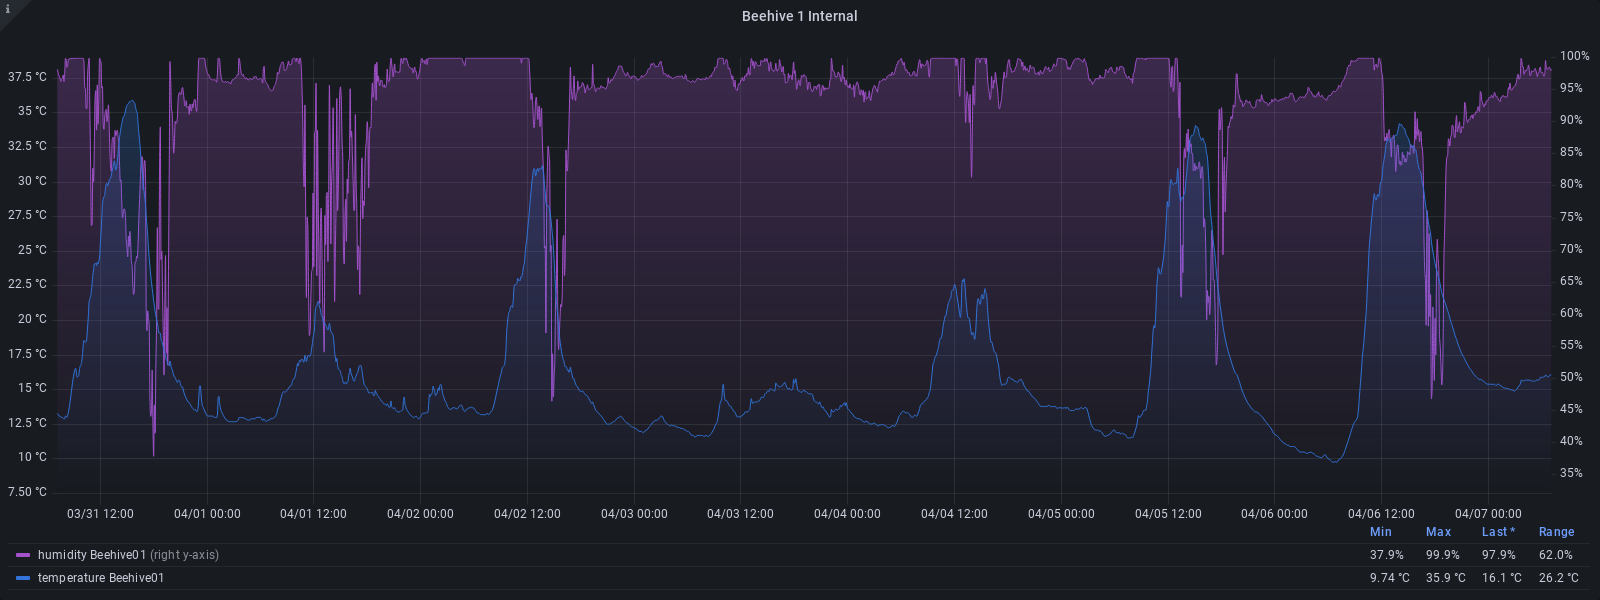 i
Beehive 1 Internal
37.5 °C
35 °C
32.5 °C
30 °C
27.5 °C
25 °C
22.5 °C
20 °C
17.5 °C
15 °C
12.5 °C
10 °C
7.50 °C
100%
95%
90%
85%
80%
75%
70%
65%
60%
55%
50%
45%
40%
35%
03/31 12:00 04/01 00:00 04/01 12:00 04/02 00:00 04/02 12:00 04/03 00:00 04/03 12:00 04/04 00:00 04/04 12:00 04/05 00:00 04/05 12:00 04/06 00:00 04/06 12:00 04/07 00:00
Min Max Last * Range
humidity Beehive01 (right y-axis) 37.9% 99.9% 97.9% 62.0%
temperature Beehive01 9.74 °C 35.9 °C 16.1 °C 26.2 °C